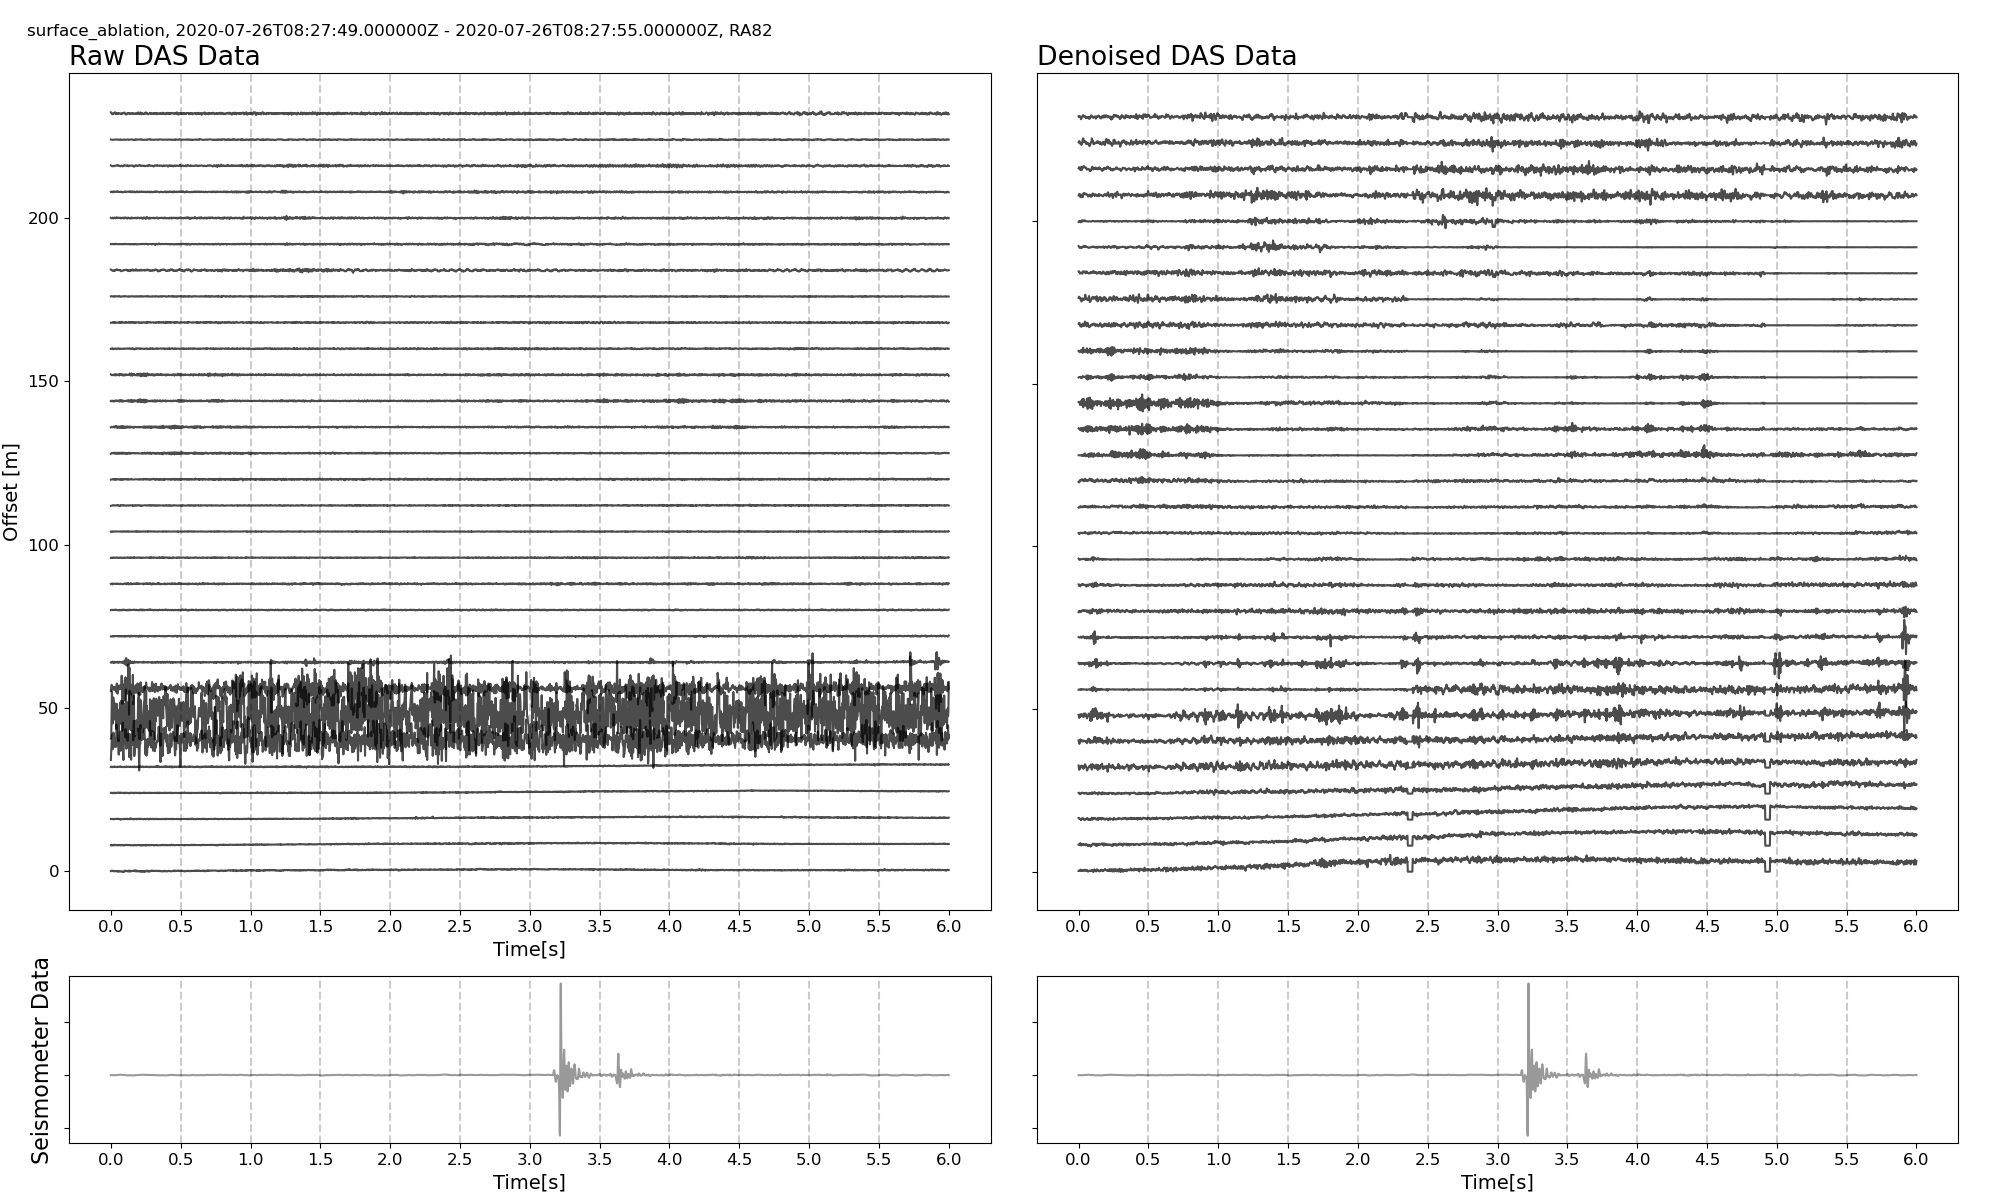 surface_ablation, 2020-07-26T08:27:49.000000Z - 2020-07-26T08:27:55.000000Z, RA82
Raw DAS Data
Denoised DAS Data
Offset [m]
200
150
100
50
0
0.0 0.5 1.0 1.5 2.0 2.5 3.0 3.5 4.0 4.5 5.0 5.5 6.0
Time[s]
0.0 0.5 1.0 1.5 2.0 2.5 3.0 3.5 4.0 4.5 5.0 5.5 6.0
Seismometer Data
0.0 0.5 1.0 1.5 2.0 2.5 3.0 3.5 4.0 4.5 5.0 5.5 6.0
Time[s]
0.0 0.5 1.0 1.5 2.0 2.5 3.0 3.5 4.0 4.5 5.0 5.5 6.0
Time[s]